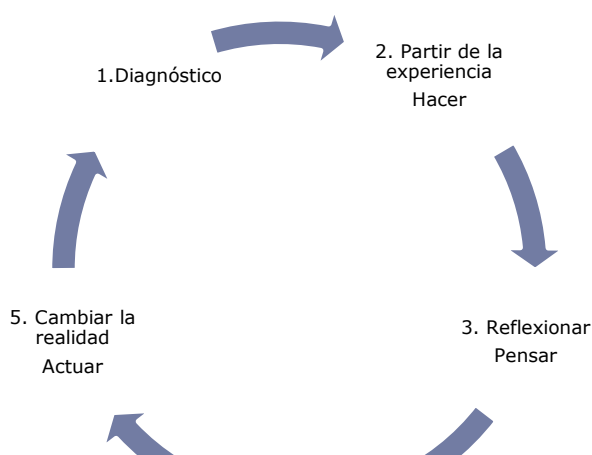 1.Diagnóstico
2. Partir de la
experiencia
Hacer
3. Reflexionar
Pensar
5. Cambiar la
realidad
Actuar